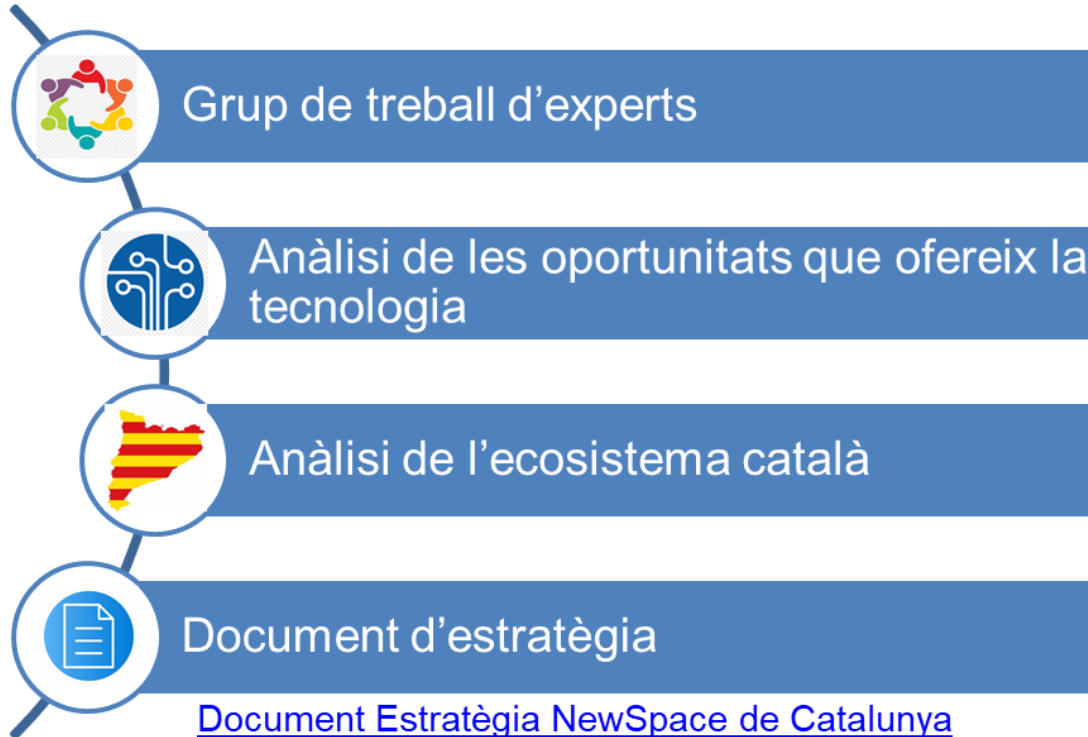 Grup de treball d’experts
Anàlisi de les oportunitats que ofereix la
tecnologia
Anàlisi de l’ecosistema català
Document d’estratègia
Document Estratègia NewSpace de Catalunya